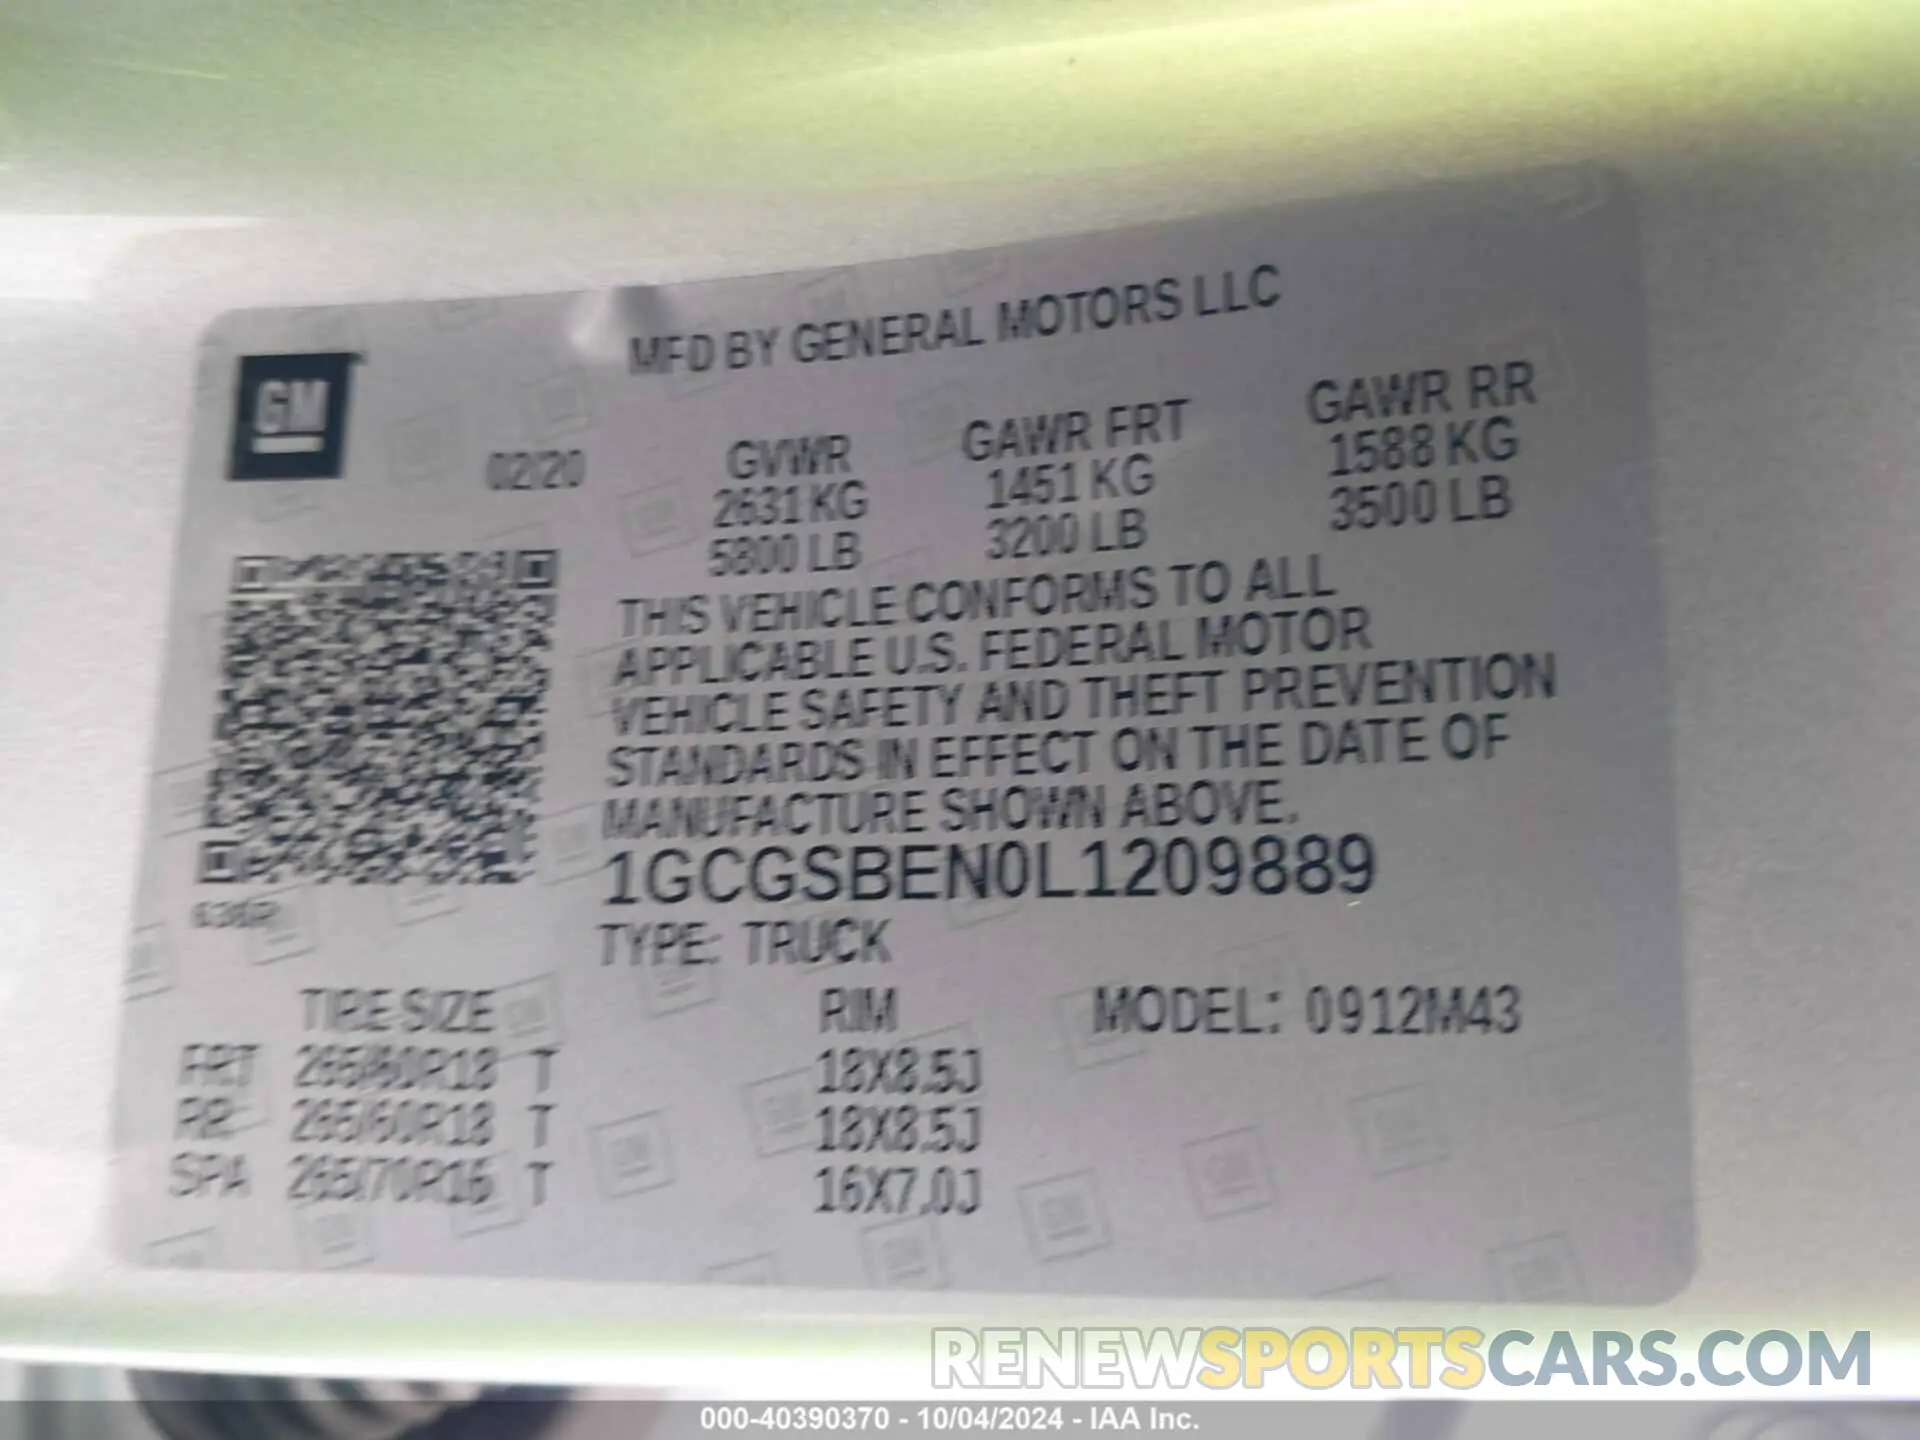 MFD BY GENERAL MOTORS LLC
GM
02/20
GVWR GAWR FRT GAWR RR
2631 KG 1451 KG 1588 KG
5800 LB 3200 LB 3500 LB
THIS VEHICLE CONFORMS TO ALL
APPLICABLE U.S. FEDERAL MOTOR
VEHICLE SAFETY AND THEFT PREVENTION
STANDARDS IN EFFECT ON THE DATE OF
MANUFACTURE SHOWN ABOVE.
1GCGSBEN0L1209889
TYPE: TRUCK
TIRE SIZE RIM MODEL: 0912M43
FRT 265/60R18 T 18X8.5J
RR 265/60R18 T 18X8.5J
SPA 265/70R16 T 16X7.0J
RENEWSPORTSCARS.COM
000-40390370 - 10/04/2024 - IAA Inc.